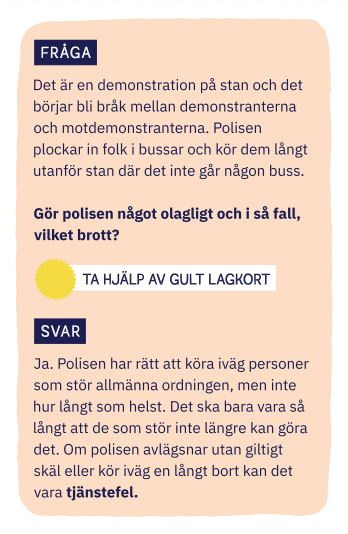 FRÅGA
Det är en demonstration på stan och det
börjar bli bråk mellan demonstranterna
och motdemonstranterna. Polisen
plockar in folk i bussar och kör dem långt
utanför stan där det inte går någon buss.
Gör polisen något olagligt och i så fall,
vilket brott?
TA HJÄLP AV GULT LAGKORT
SVAR
Ja. Polisen har rätt att köra iväg personer
som stör allmänna ordningen, men inte
hur långt som helst. Det ska bara vara så
långt att de som stör inte längre kan göra
det. Om polisen avlägsnar utan giltigt
skäl eller kör iväg en långt bort kan det
vara tjänstefel.